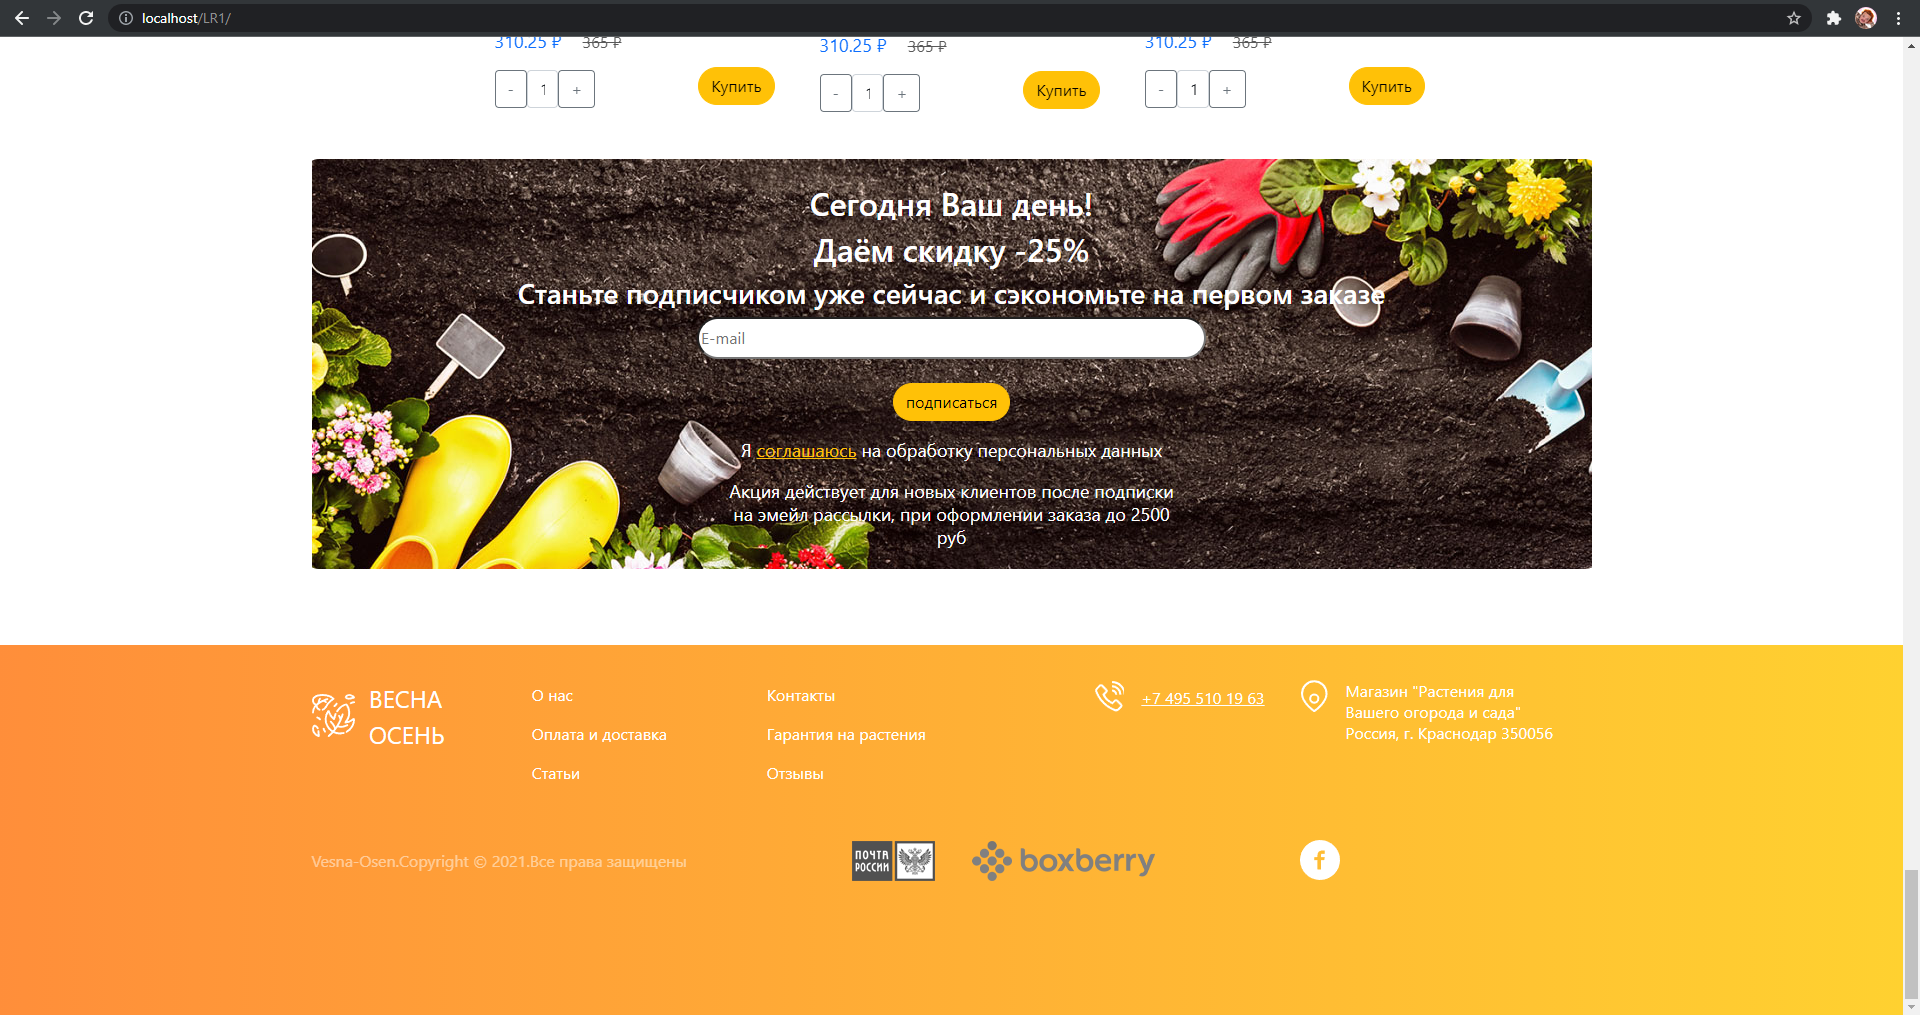 localhost/LR1/
310.25 ₽ 365 ₽
310.25 ₽ 365 ₽
310.25 ₽ 365 ₽
- 1 + Купить
- 1 + Купить
- 1 + Купить
Сегодня Ваш день!
Даём скидку -25%
Станьте подписчиком уже сейчас и сэкономьте на первом заказе
E-mail
подписаться
Я соглашаюсь на обработку персональных данных
Акция действует для новых клиентов после подписки
на эмейл рассылки, при оформлении заказа до 2500
руб
ВЕСНА
ОСЕНЬ
О нас
Оплата и доставка
Статьи
Контакты
Гарантия на растения
Отзывы
+7 495 510 19 63
Магазин "Растения для
Вашего огорода и сада"
Россия, г. Краснодар 350056
Vesna-Osen.Copyright © 2021.Все права защищены
ПОЧТА
РОССИИ
boxberry
f